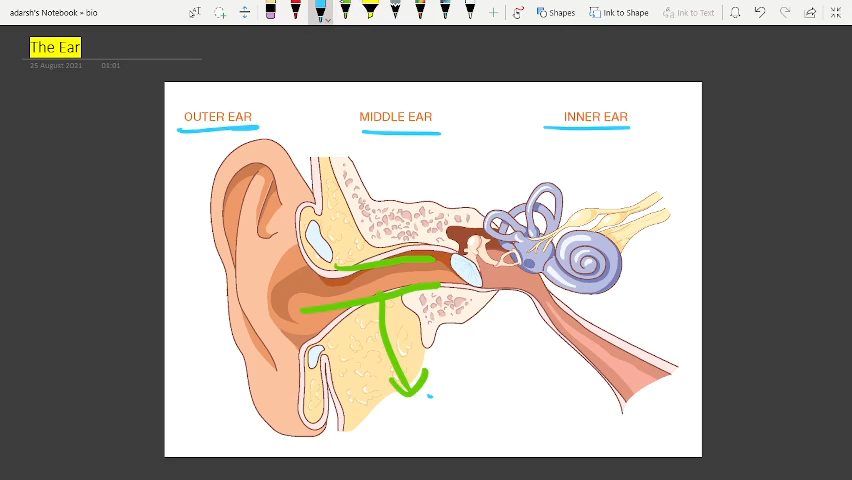 adarsh's Notebook » bio
Shapes
Ink to Shape
Ink to Text
The Ear
25 August 2021 01:01
OUTER EAR MIDDLE EAR INNER EAR